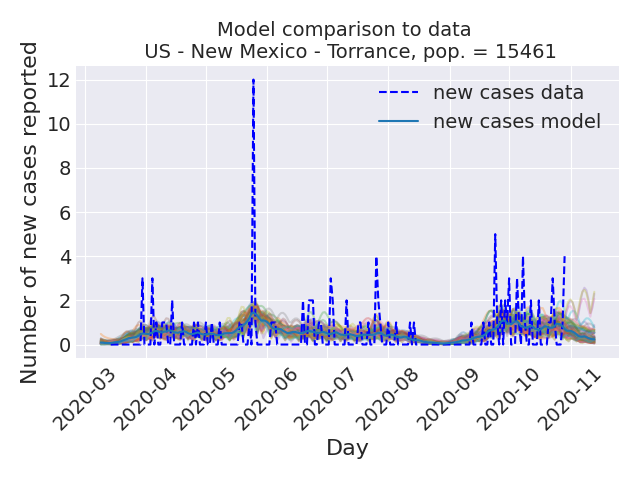 Model comparison to data
US - New Mexico - Torrance, pop. = 15461
Number of new cases reported
12
10
8
6
4
2
0
new cases data
new cases model
2020-03
2020-04
2020-05
2020-06
2020-07
2020-08
2020-09
2020-10
2020-11
Day